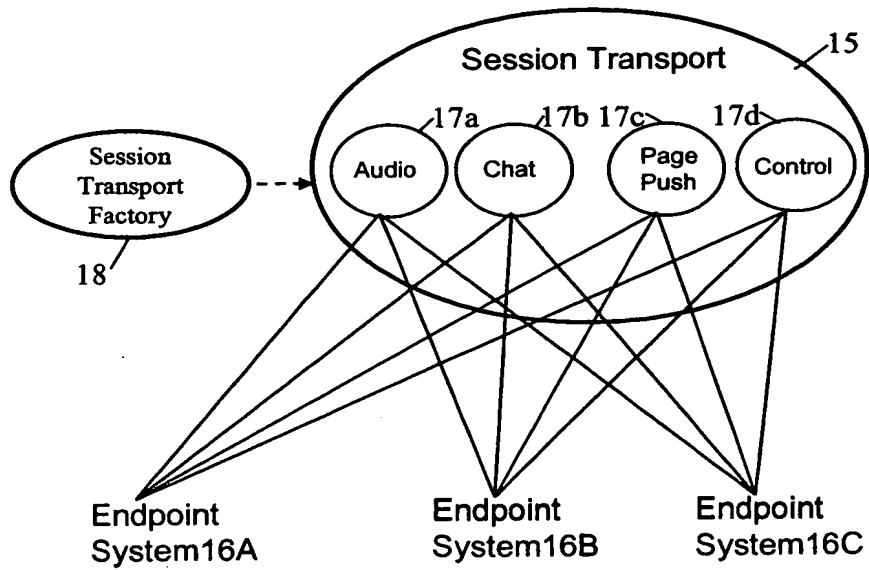 Session Transport
15
17a
17b
17c
17d
Session
Transport
Factory
18
Audio
Chat
Page
Push
Control
Endpoint
System16A
Endpoint
System16B
Endpoint
System16C